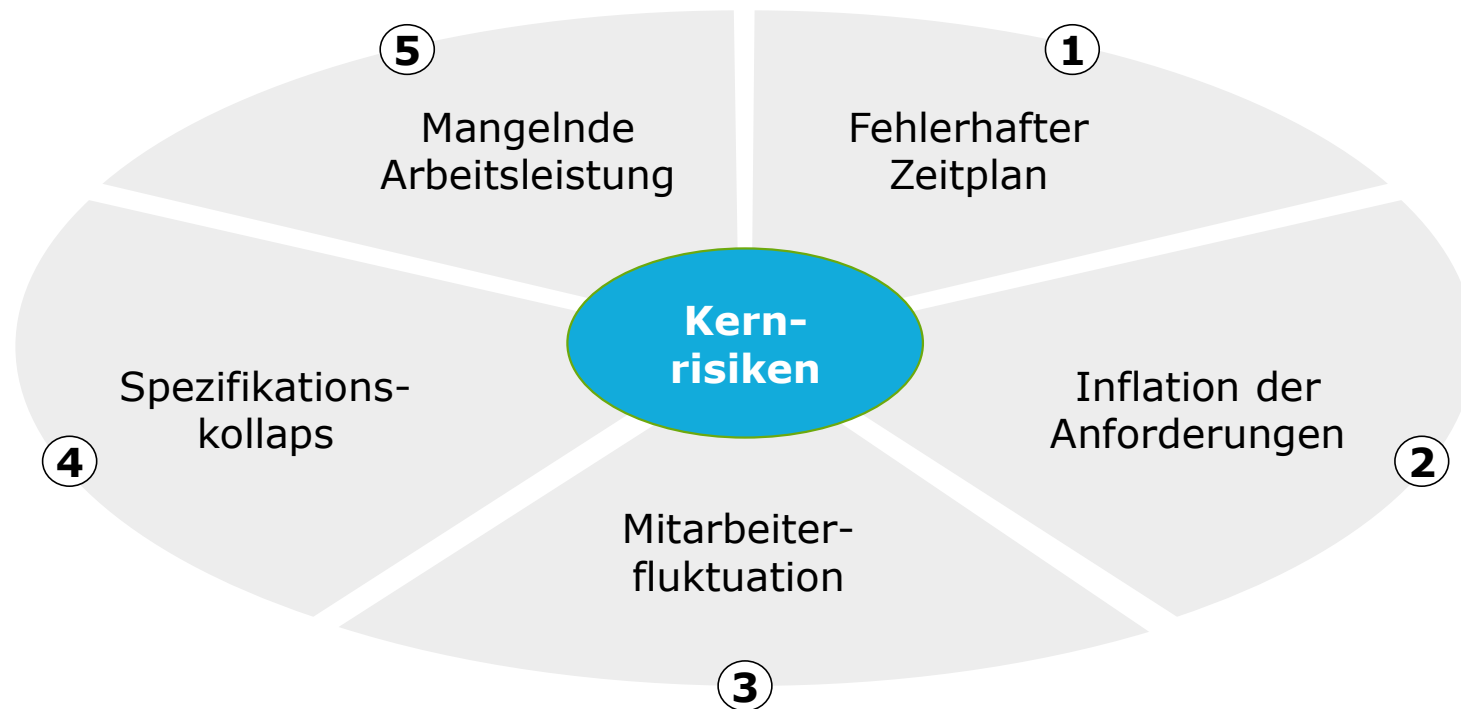 5
Mangelnde
Arbeitsleistung
1
Fehlerhafter
Zeitplan
Kern-
risiken
Spezifikations-
kollaps
4
Inflation der
Anforderungen
2
Mitarbeiter-
fluktuation
3